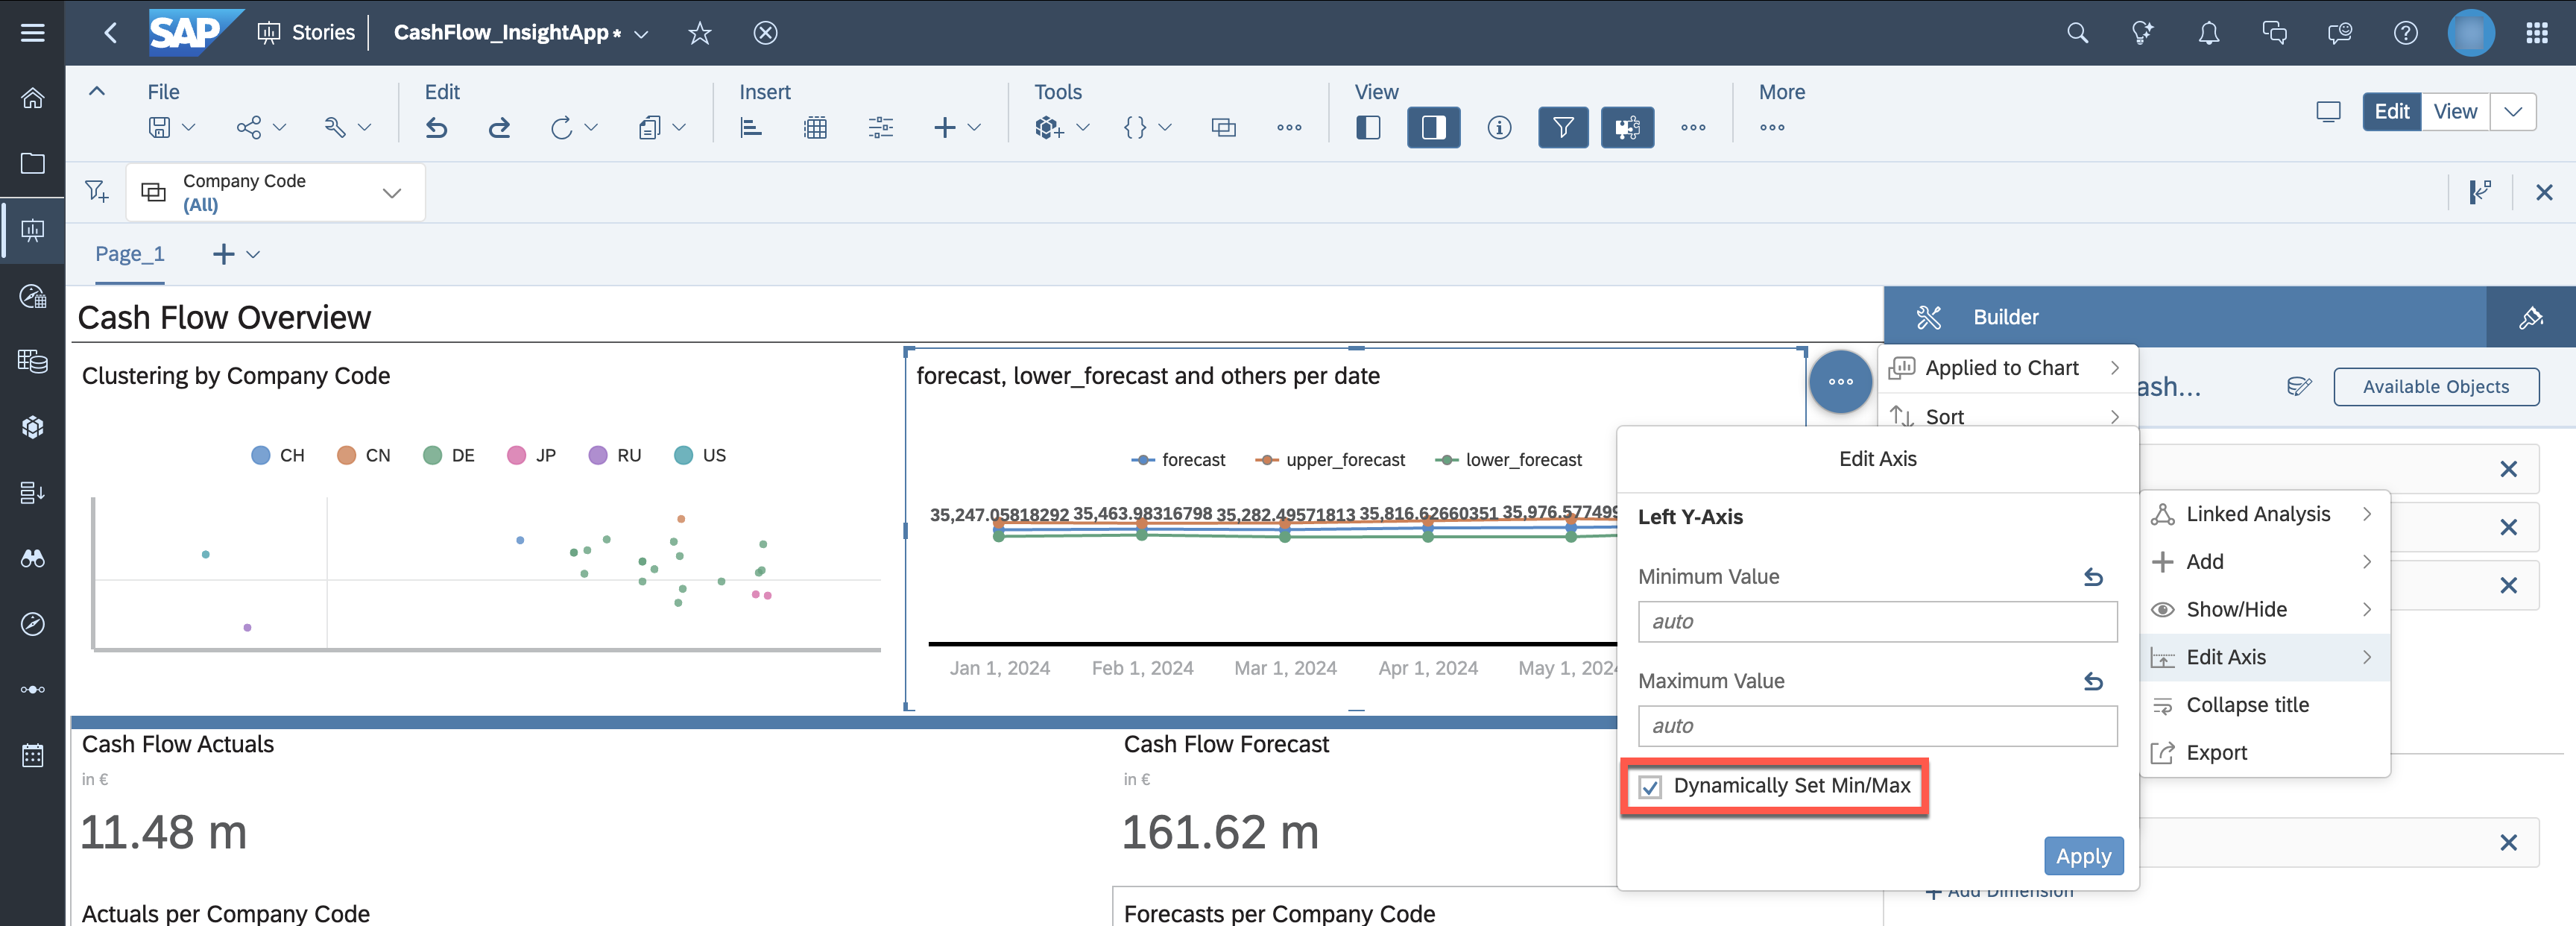 SAP Stories CashFlow_InsightApp *
File Edit Insert Tools View More
Edit View
Company Code
(All)
Page_1
Cash Flow Overview
Builder
Clustering by Company Code
CH CN DE JP RU US
forecast, lower_forecast and others per date
forecast upper_forecast lower_forecast
35,247.05818292 35,463.98316798 35,282.49571813 35,816.62660351 35,976.577499
Jan 1, 2024 Feb 1, 2024 Mar 1, 2024 Apr 1, 2024 May 1, 2024
Applied to Chart
Sort
ash...
Available Objects
Edit Axis
Left Y-Axis
Minimum Value
auto
Maximum Value
auto
Dynamically Set Min/Max
Apply
Linked Analysis
Add
Show/Hide
Edit Axis
Collapse title
Export
+ Add Dimension
Cash Flow Actuals
in €
11.48 m
Actuals per Company Code
Cash Flow Forecast
in €
161.62 m
Forecasts per Company Code